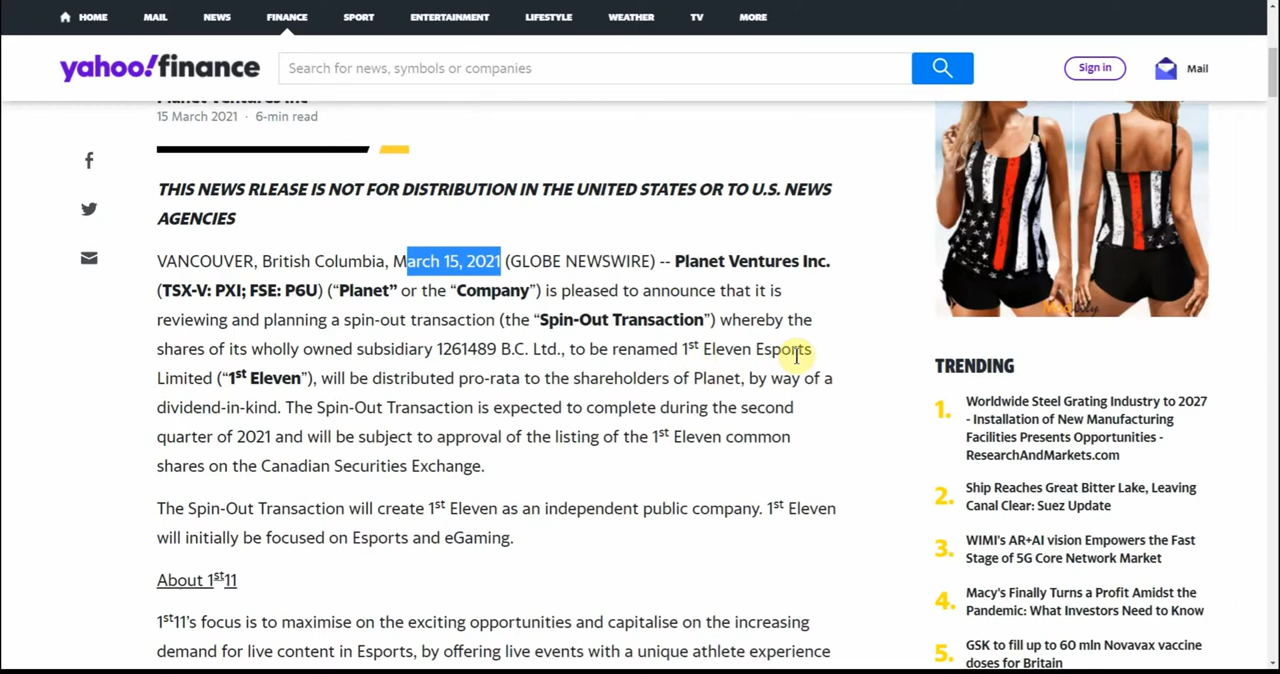 HOME MAIL NEWS FINANCE SPORT ENTERTAINMENT LIFESTYLE WEATHER TV MORE
yahoo!finance
Search for news, symbols or companies
Sign in
Mail
Planet Ventures Inc
15 March 2021 · 6-min read
THIS NEWS RLEASE IS NOT FOR DISTRIBUTION IN THE UNITED STATES OR TO U.S. NEWS
AGENCIES
VANCOUVER, British Columbia, March 15, 2021 (GLOBE NEWSWIRE) -- Planet Ventures Inc.
(TSX-V: PXI; FSE: P6U) (“Planet” or the “Company”) is pleased to announce that it is
reviewing and planning a spin-out transaction (the “Spin-Out Transaction”) whereby the
shares of its wholly owned subsidiary 1261489 B.C. Ltd., to be renamed 1st Eleven Esports
Limited (“1st Eleven”), will be distributed pro-rata to the shareholders of Planet, by way of a
dividend-in-kind. The Spin-Out Transaction is expected to complete during the second
quarter of 2021 and will be subject to approval of the listing of the 1st Eleven common
shares on the Canadian Securities Exchange.
The Spin-Out Transaction will create 1st Eleven as an independent public company. 1st Eleven
will initially be focused on Esports and eGaming.
About 1st11
1st11’s focus is to maximise on the exciting opportunities and capitalise on the increasing
demand for live content in Esports, by offering live events with a unique athlete experience
TRENDING
1. Worldwide Steel Grating Industry to 2027
- Installation of New Manufacturing
Facilities Presents Opportunities -
ResearchAndMarkets.com
2. Ship Reaches Great Bitter Lake, Leaving
Canal Clear: Suez Update
3. WIMI's AR+AI vision Empowers the Fast
Stage of 5G Core Network Market
4. Macy's Finally Turns a Profit Amidst the
Pandemic: What Investors Need to Know
5. GSK to fill up to 60 mln Novavax vaccine
doses for Britain